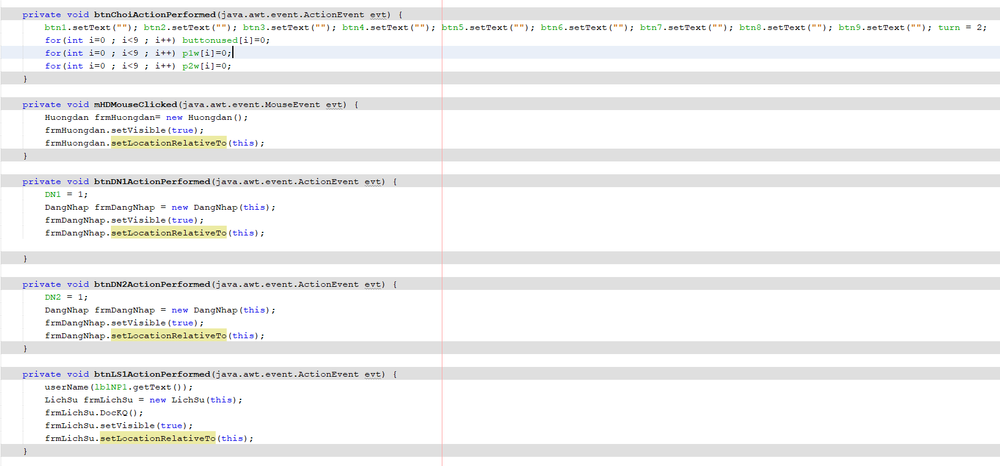 private void btnChoiActionPerformed(java.awt.event.ActionEvent evt) {
btn1.setText(""); btn2.setText(""); btn3.setText(""); btn4.setText(""); btn5.setText(""); btn6.setText(""); btn7.setText(""); btn8.setText(""); btn9.setText(""); turn = 2;
for(int i=0 ; i<9 ; i++) buttonused[i]=0;
for(int i=0 ; i<9 ; i++) p1w[i]=0;
for(int i=0 ; i<9 ; i++) p2w[i]=0;
}
private void mHDMouseClicked(java.awt.event.MouseEvent evt) {
Huongdan frmHuongdan= new Huongdan();
frmHuongdan.setVisible(true);
frmHuongdan.setLocationRelativeTo(this);
}
private void btnDN1ActionPerformed(java.awt.event.ActionEvent evt) {
DN1 = 1;
DangNhap frmDangNhap = new DangNhap(this);
frmDangNhap.setVisible(true);
frmDangNhap.setLocationRelativeTo(this);
}
private void btnDN2ActionPerformed(java.awt.event.ActionEvent evt) {
DN2 = 1;
DangNhap frmDangNhap = new DangNhap(this);
frmDangNhap.setVisible(true);
frmDangNhap.setLocationRelativeTo(this);
}
private void btnLS1ActionPerformed(java.awt.event.ActionEvent evt) {
userName(lblNP1.getText());
LichSu frmLichSu = new LichSu(this);
frmLichSu.DocKQ();
frmLichSu.setVisible(true);
frmLichSu.setLocationRelativeTo(this);
}